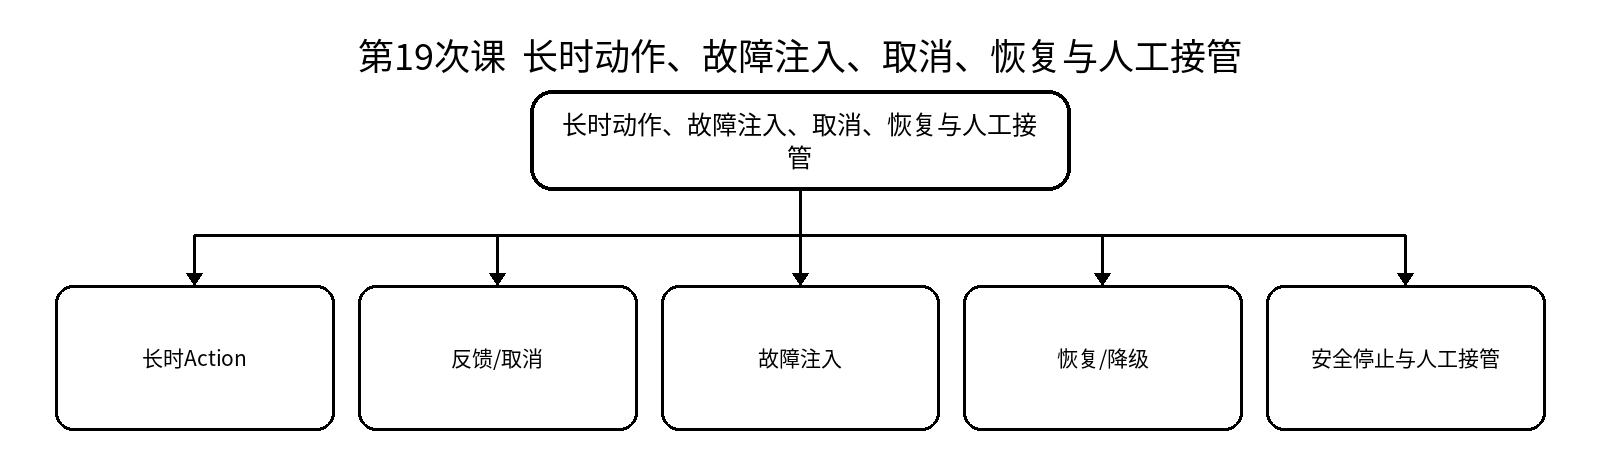 第19次课 长时动作、故障注入、取消、恢复与人工接管
长时动作、故障注入、取消、恢复与人工接
管
长时Action
反馈/取消
故障注入
恢复/降级
安全停止与人工接管